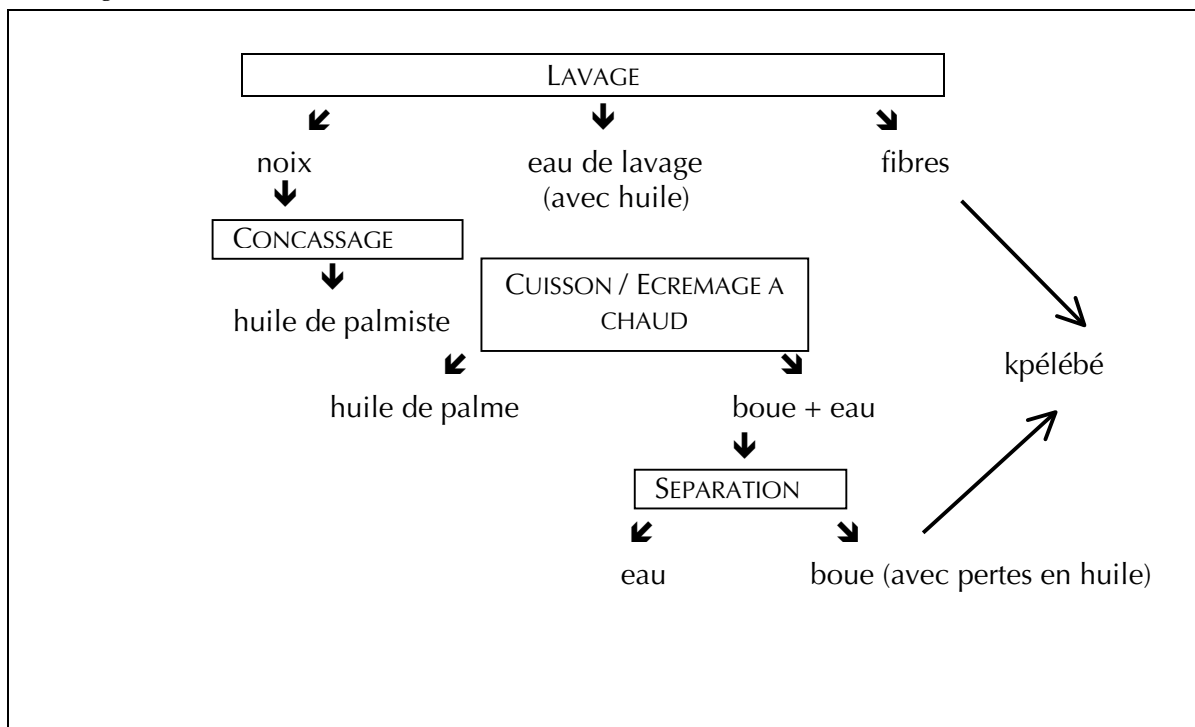 LAVAGE
noix
eau de lavage
(avec huile)
fibres
CONCASSAGE
CUISSON / ECREMAGE A
CHAUD
huile de palmiste
kpélébé
huile de palme
boue + eau
SEPARATION
eau
boue (avec pertes en huile)